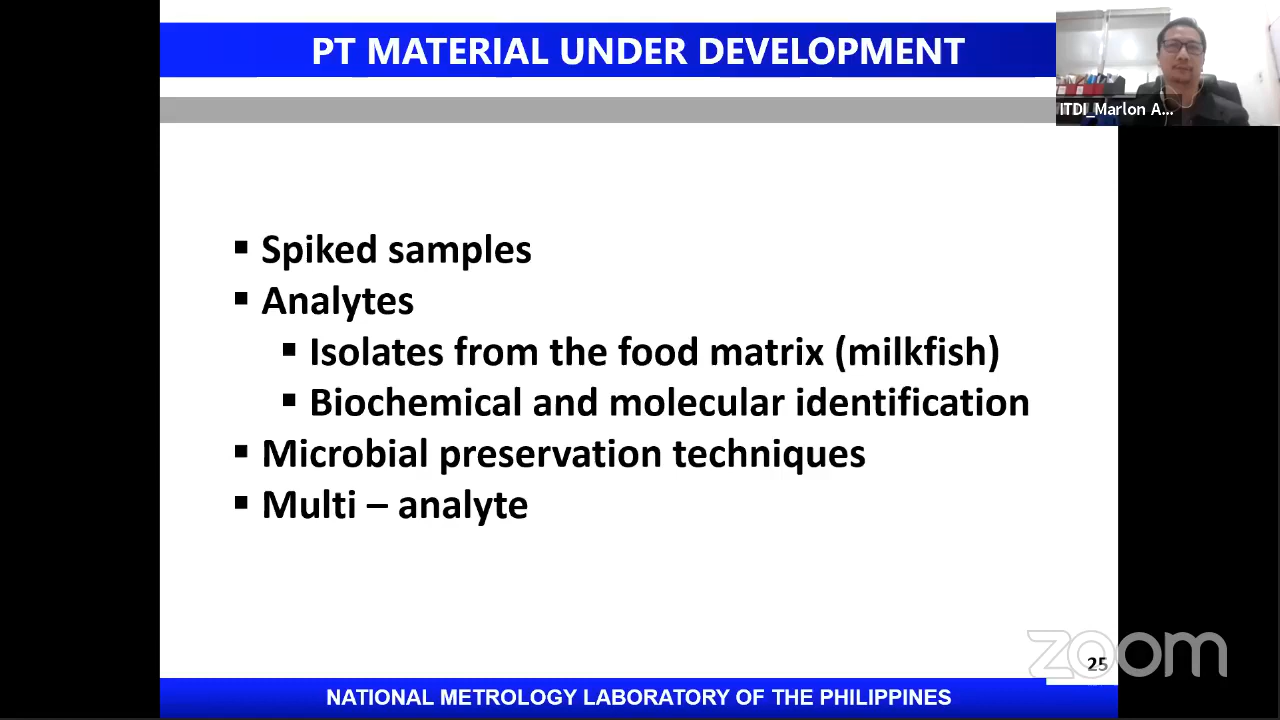 PT MATERIAL UNDER DEVELOPMENT
ITDI_Marlon A...
▪ Spiked samples
▪ Analytes
▪ Isolates from the food matrix (milkfish)
▪ Biochemical and molecular identification
▪ Microbial preservation techniques
▪ Multi – analyte
25
zoom
NATIONAL METROLOGY LABORATORY OF THE PHILIPPINES